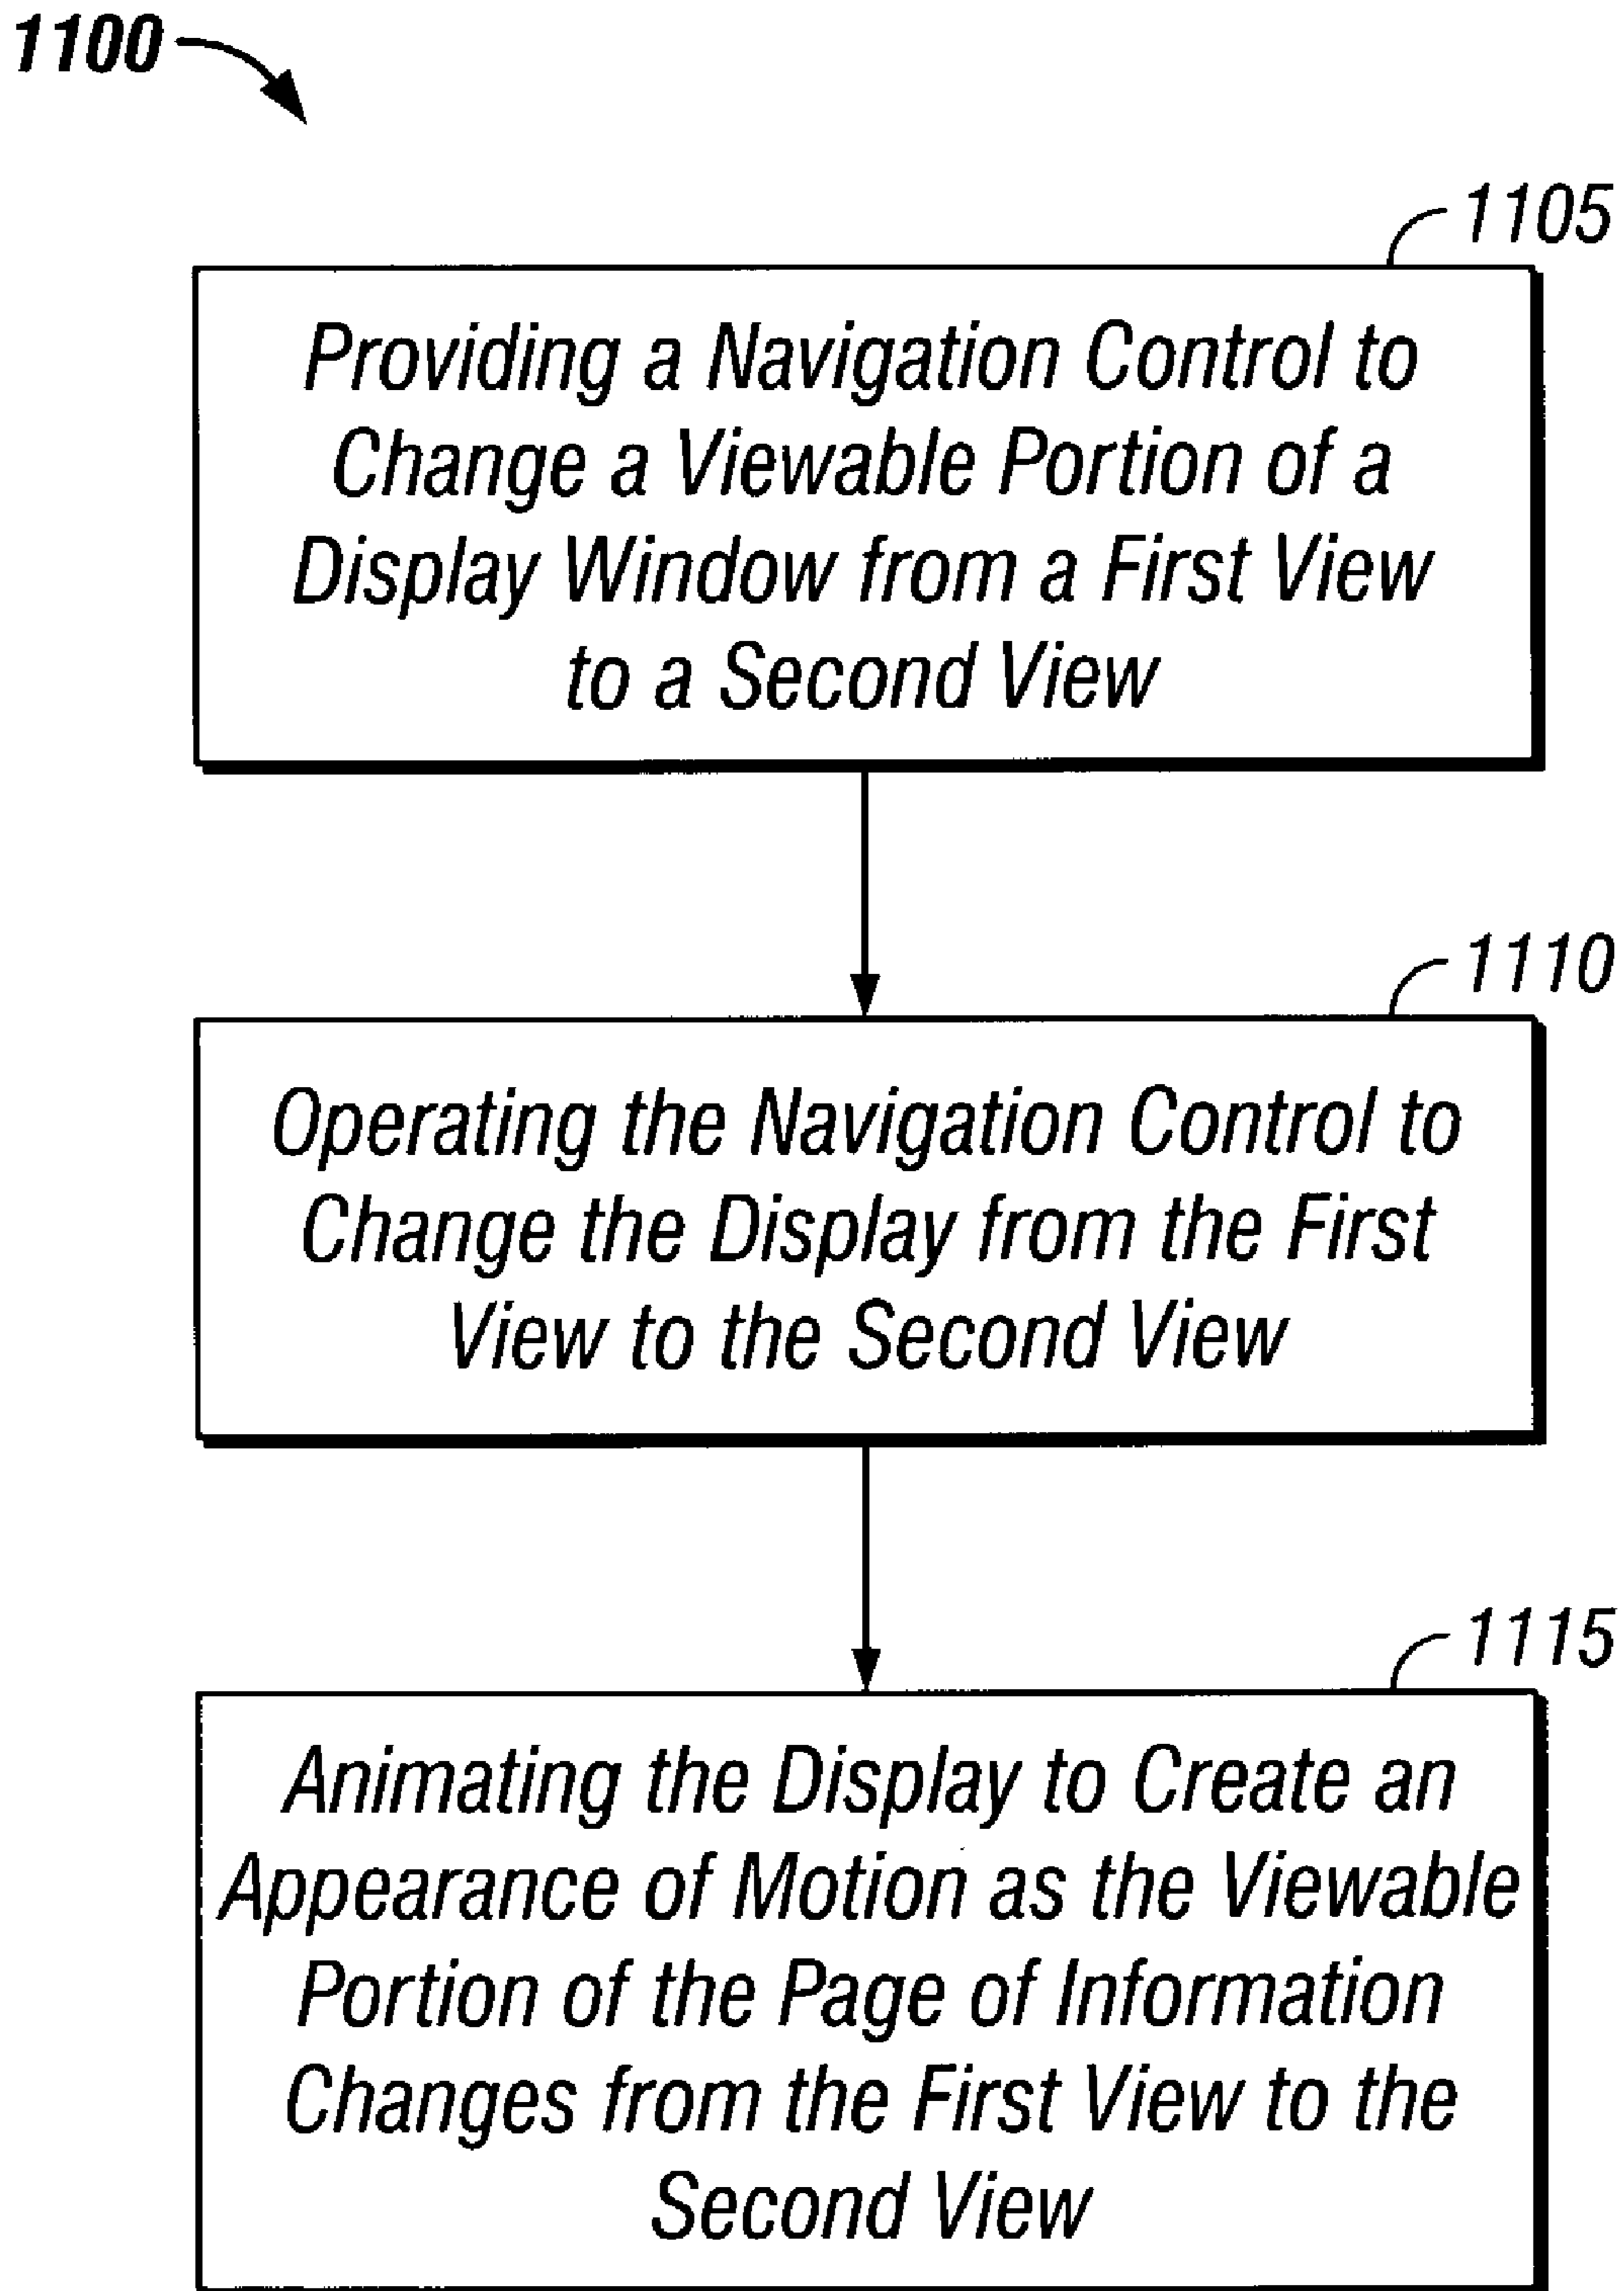 1100
1105
Providing a Navigation Control to
Change a Viewable Portion of a
Display Window from a First View
to a Second View
1110
Operating the Navigation Control to
Change the Display from the First
View to the Second View
1115
Animating the Display to Create an
Appearance of Motion as the Viewable
Portion of the Page of Information
Changes from the First View to the
Second View